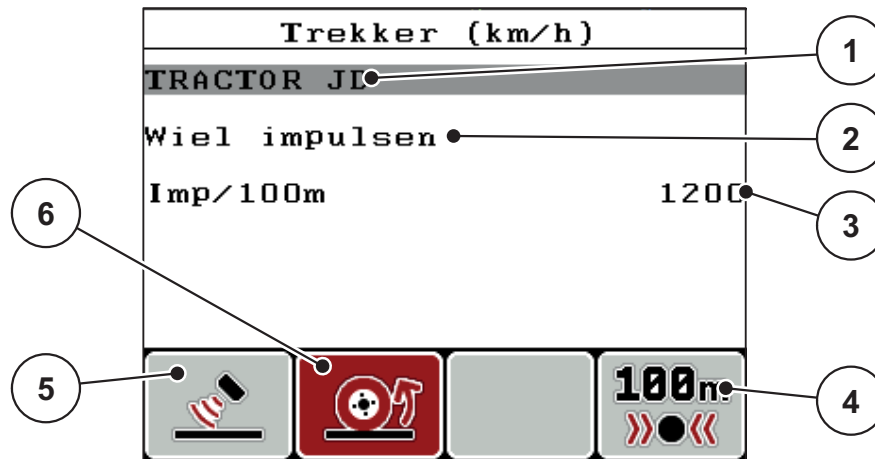 Trekker (km/h)
1
TRACTOR JD
Wiel impulsen
2
Imp/100m
1200
3
6
5
100m
4